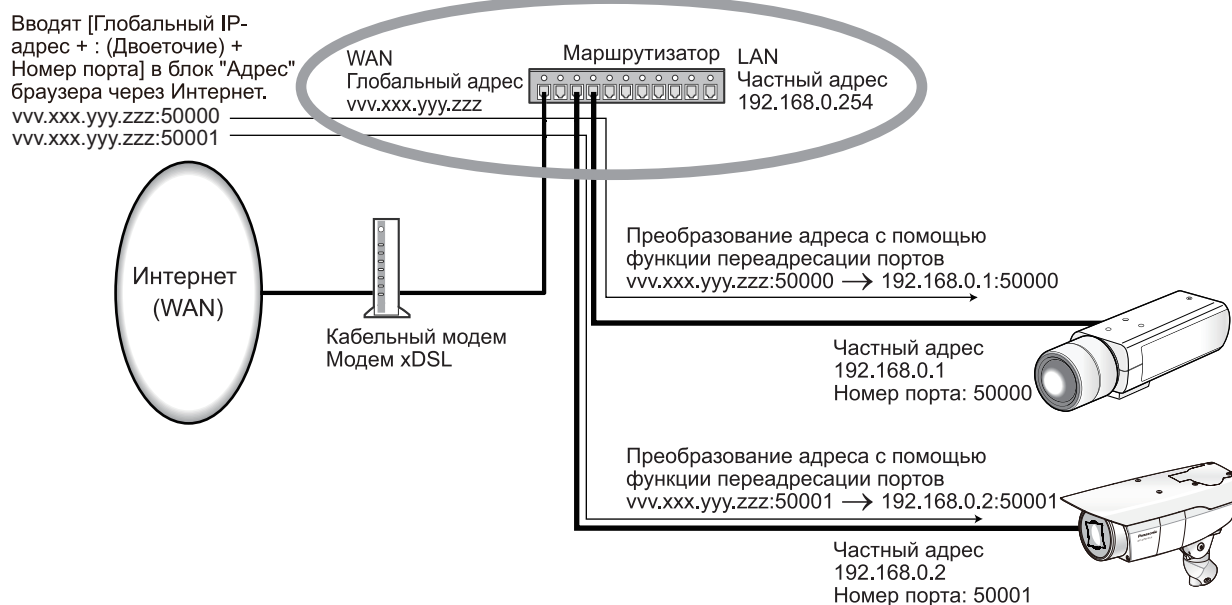 Вводят [Глобальный IP-
адрес + : (Двоеточие) +
Номер порта] в блок "Адрес"
браузера через Интернет.
vvv.xxx.yyy.zzz:50000
vvv.xxx.yyy.zzz:50001
WAN
Глобальный адрес
vvv.xxx.yyy.zzz
Маршрутизатор
LAN
Частный адрес
192.168.0.254
Интернет
(WAN)
Кабельный модем
Модем xDSL
Преобразование адреса с помощью
функции переадресации портов
vvv.xxx.yyy.zzz:50000 → 192.168.0.1:50000
Частный адрес
192.168.0.1
Номер порта: 50000
Преобразование адреса с помощью
функции переадресации портов
vvv.xxx.yyy.zzz:50001 → 192.168.0.2:50001
Panasonic
Частный адрес
192.168.0.2
Номер порта: 50001